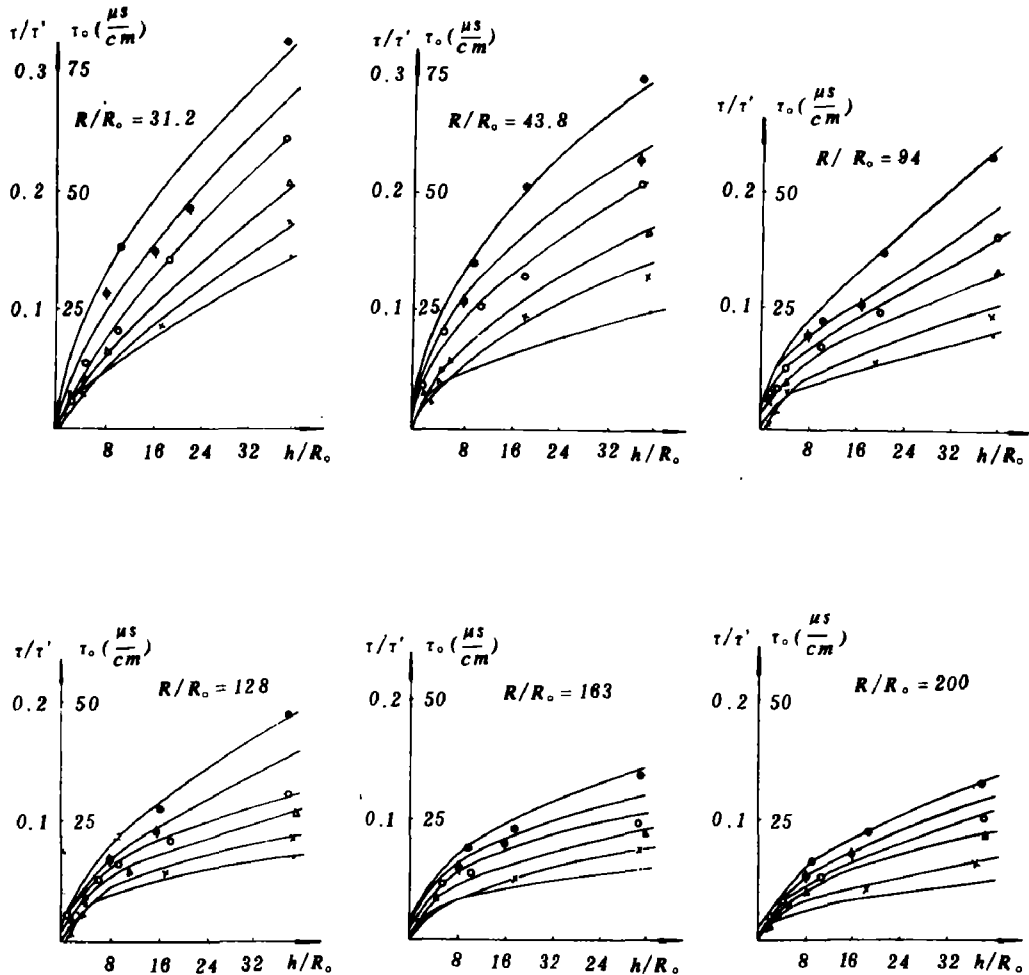 τ/τ' τ₀(μs/cm)
0.3 75
R/R₀ = 31.2
0.2 50
0.1 25
8 16 24 32 h/R₀
τ/τ' τ₀(μs/cm)
0.3 75
R/R₀ = 43.8
0.2 50
0.1 25
8 16 24 32 h/R₀
τ/τ' τ₀(μs/cm)
R/R₀ = 94
0.2 50
0.1 25
8 16 24 32 h/R₀
τ/τ' τ₀(μs/cm)
0.2 50
R/R₀ = 128
0.1 25
8 16 24 32 h/R₀
τ/τ' τ₀(μs/cm)
0.2 50
R/R₀ = 163
0.1 25
8 16 24 32 h/R₀
τ/τ' τ₀(μs/cm)
0.2 50
R/R₀ = 200
0.1 25
8 16 24 32 h/R₀